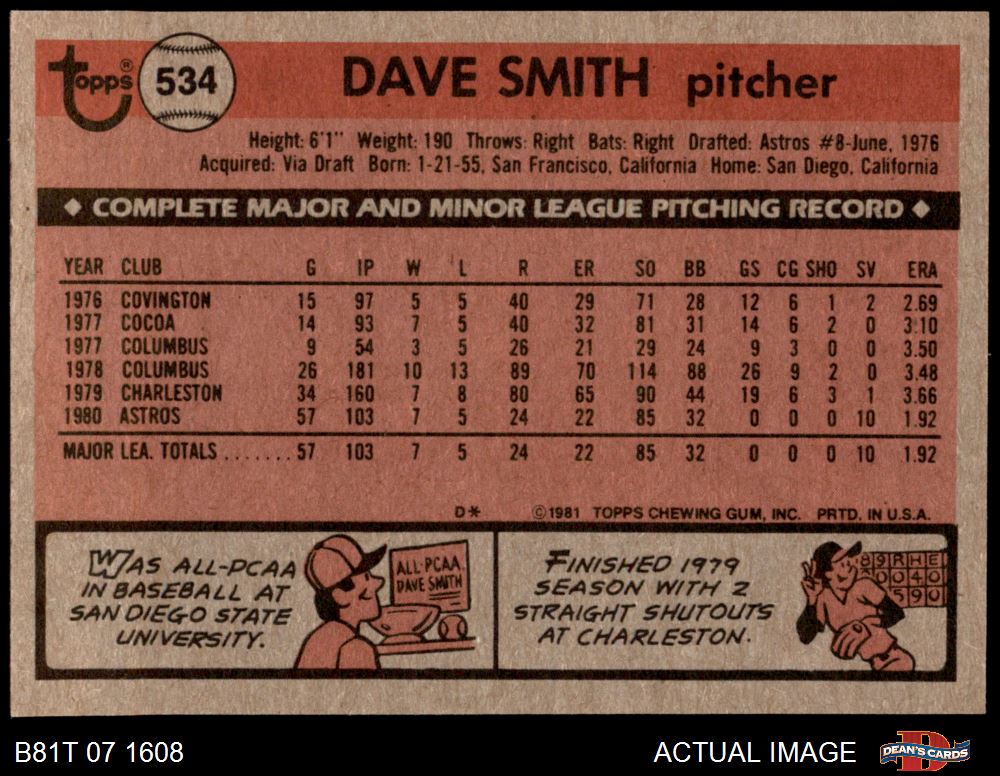 topps®
534
DAVE SMITH pitcher
Height: 6'1" Weight: 190 Throws: Right Bats: Right Drafted: Astros #8-June, 1976
Acquired: Via Draft Born: 1-21-55, San Francisco, California Home: San Diego, California
◆ COMPLETE MAJOR AND MINOR LEAGUE PITCHING RECORD ◆
YEAR CLUB G IP W L R ER SO BB GS CG SHO SV ERA
1976 COVINGTON 15 97 5 5 40 29 71 28 12 6 1 2 2.69
1977 COCOA 14 93 7 5 40 32 81 31 14 6 2 0 3.10
1977 COLUMBUS 9 54 3 5 26 21 29 24 9 3 0 0 3.50
1978 COLUMBUS 26 181 10 13 89 70 114 88 26 9 2 0 3.48
1979 CHARLESTON 34 160 7 8 80 65 90 44 19 6 3 1 3.66
1980 ASTROS 57 103 7 5 24 22 85 32 0 0 0 10 1.92
MAJOR LEA. TOTALS ....... 57 103 7 5 24 22 85 32 0 0 0 10 1.92
D* ©1981 TOPPS CHEWING GUM, INC. PRTD. IN U.S.A.
WAS ALL-PCAA
IN BASEBALL AT
SAN DIEGO STATE
UNIVERSITY.
ALL-PCAA
DAVE SMITH
FINISHED 1979
SEASON WITH 2
STRAIGHT SHUTOUTS
AT CHARLESTON.
8 9 R H E
0 0 4 0
5 9 0
B81T 07 1608
ACTUAL IMAGE
DEAN'S CARDS